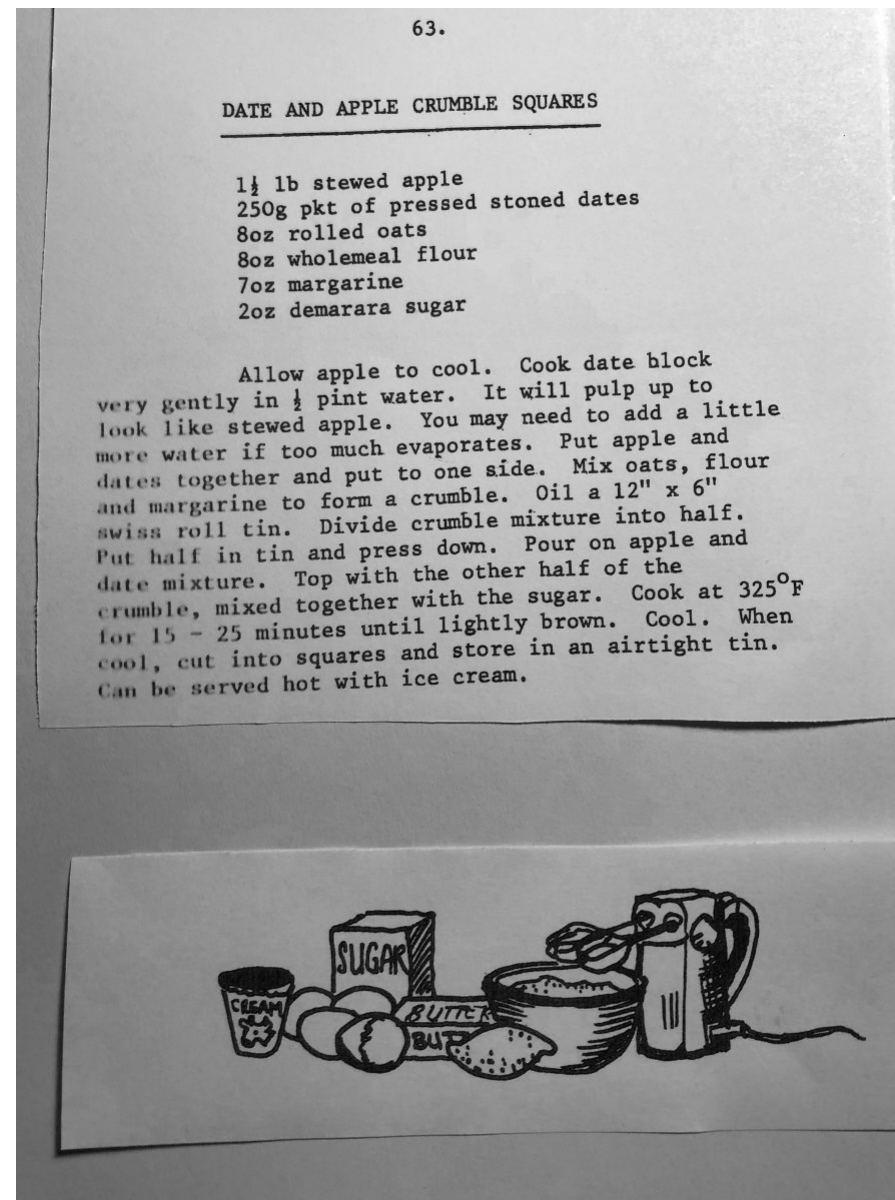 63.
DATE AND APPLE CRUMBLE SQUARES
1½ lb stewed apple
250g pkt of pressed stoned dates
8oz rolled oats
8oz wholemeal flour
7oz margarine
2oz demarara sugar
Allow apple to cool. Cook date block
very gently in ½ pint water. It will pulp up to
look like stewed apple. You may need to add a little
more water if too much evaporates. Put apple and
dates together and put to one side. Mix oats, flour
and margarine to form a crumble. Oil a 12" x 6"
swiss roll tin. Divide crumble mixture into half.
Put half in tin and press down. Pour on apple and
date mixture. Top with the other half of the
crumble, mixed together with the sugar. Cook at 325°F
for 15 - 25 minutes until lightly brown. Cool. When
cool, cut into squares and store in an airtight tin.
Can be served hot with ice cream.
SUGAR
CREAM
BUTTER
BUT